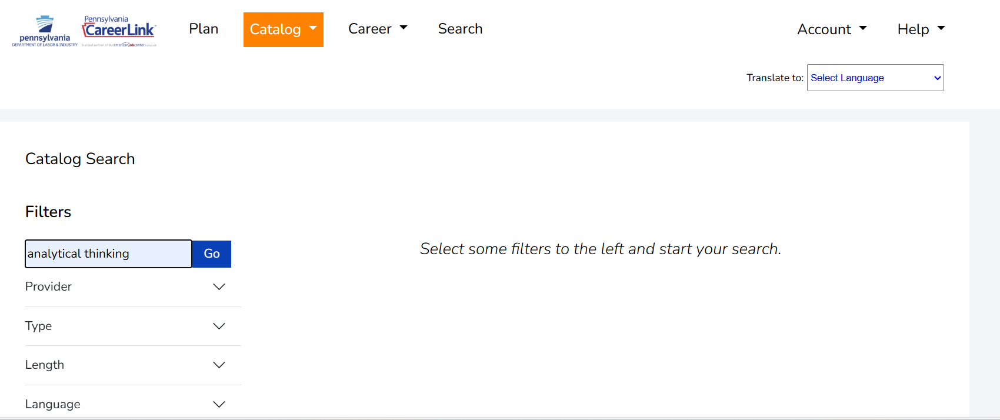 pennsylvania
DEPARTMENT OF LABOR & INDUSTRY
Pennsylvania
CareerLink
A proud partner of the americanjobcenter network
Plan
Catalog
Career
Search
Account
Help
Translate to: Select Language
Catalog Search
Filters
analytical thinking Go
Select some filters to the left and start your search.
Provider
Type
Length
Language